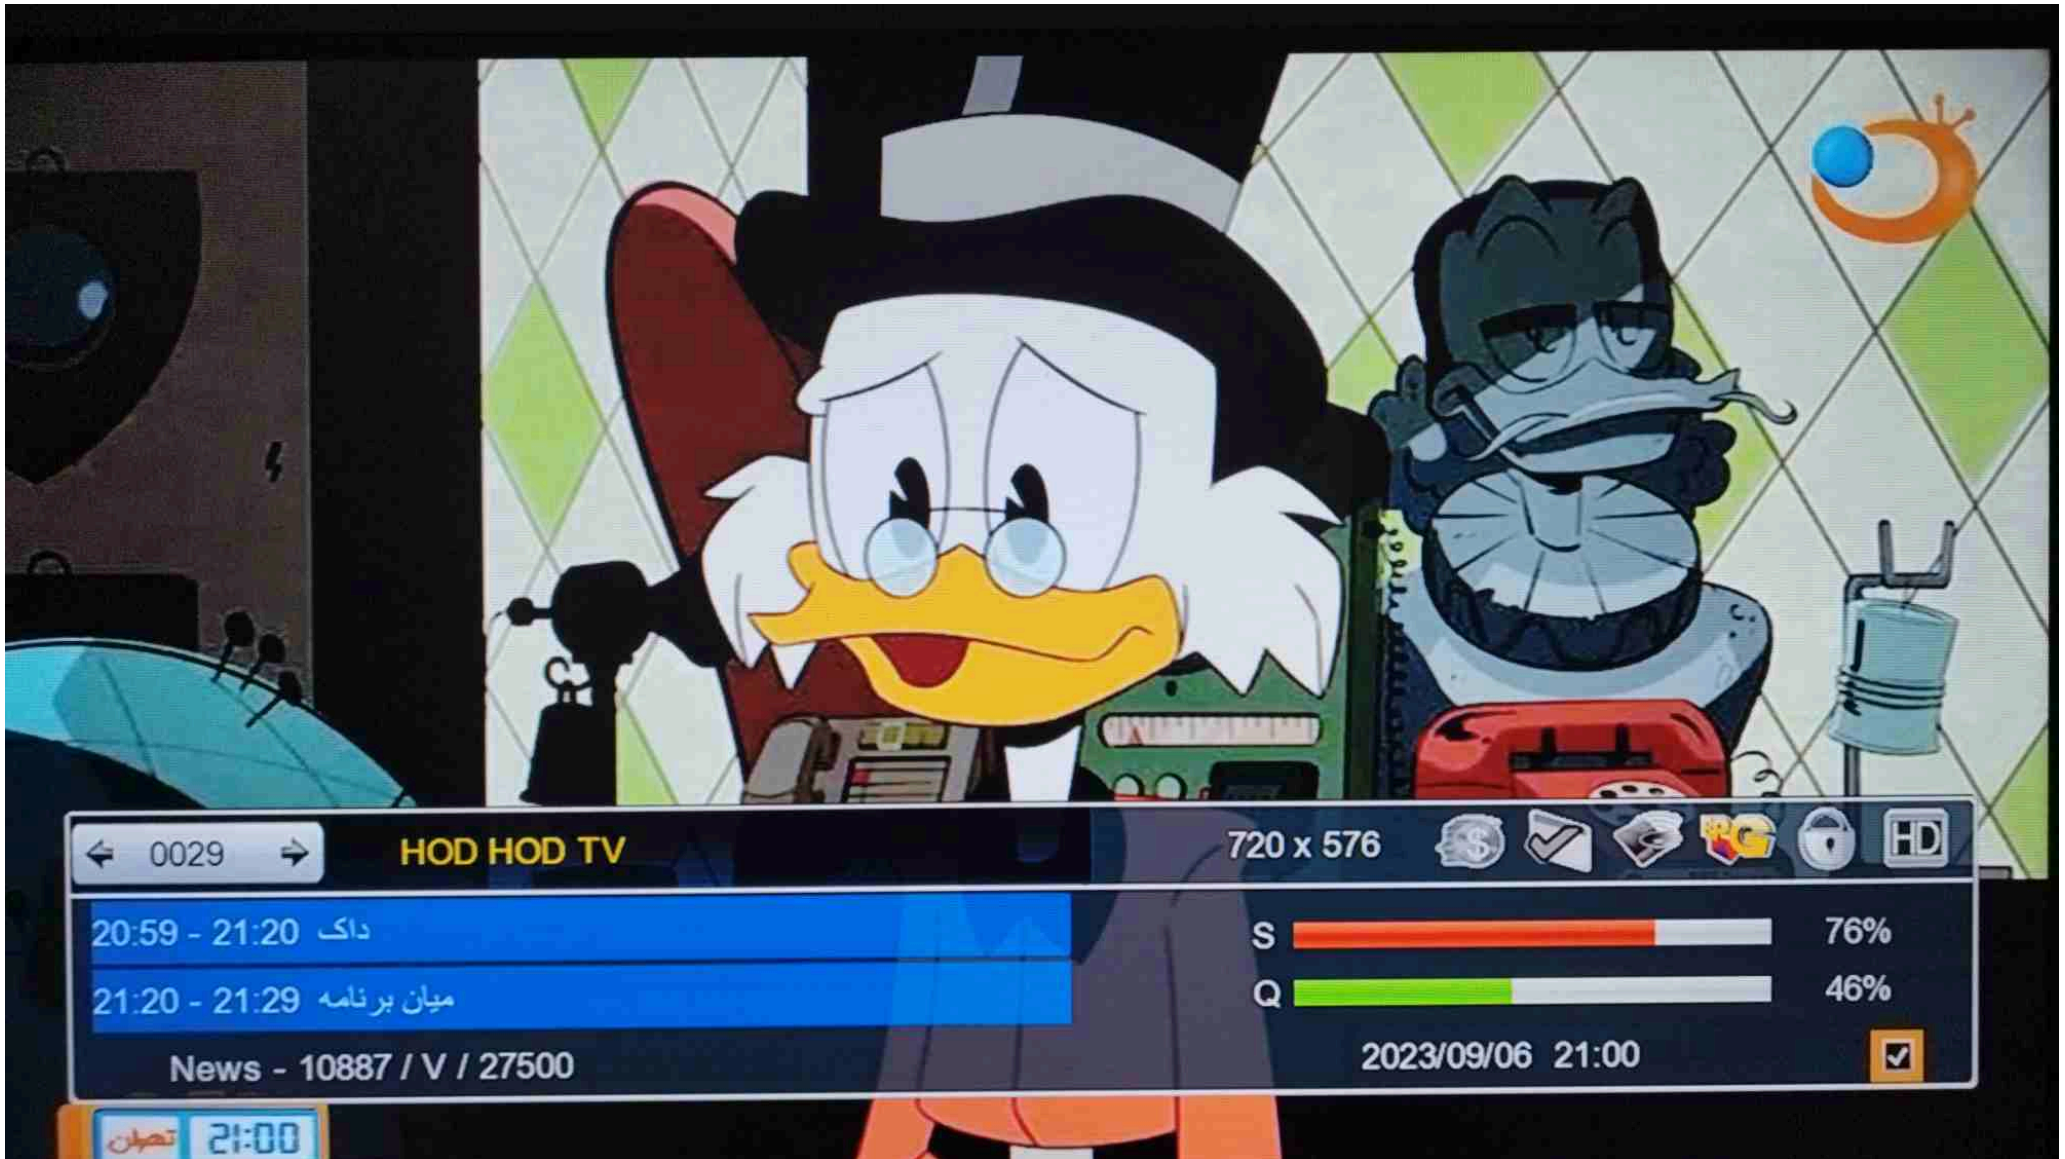 0029
HOD HOD TV
720 x 576
HD
20:59 - 21:20 داک
21:20 - 21:29 میان برنامه
S 76%
Q 46%
News - 10887 / V / 27500
2023/09/06 21:00
تهران 21:00